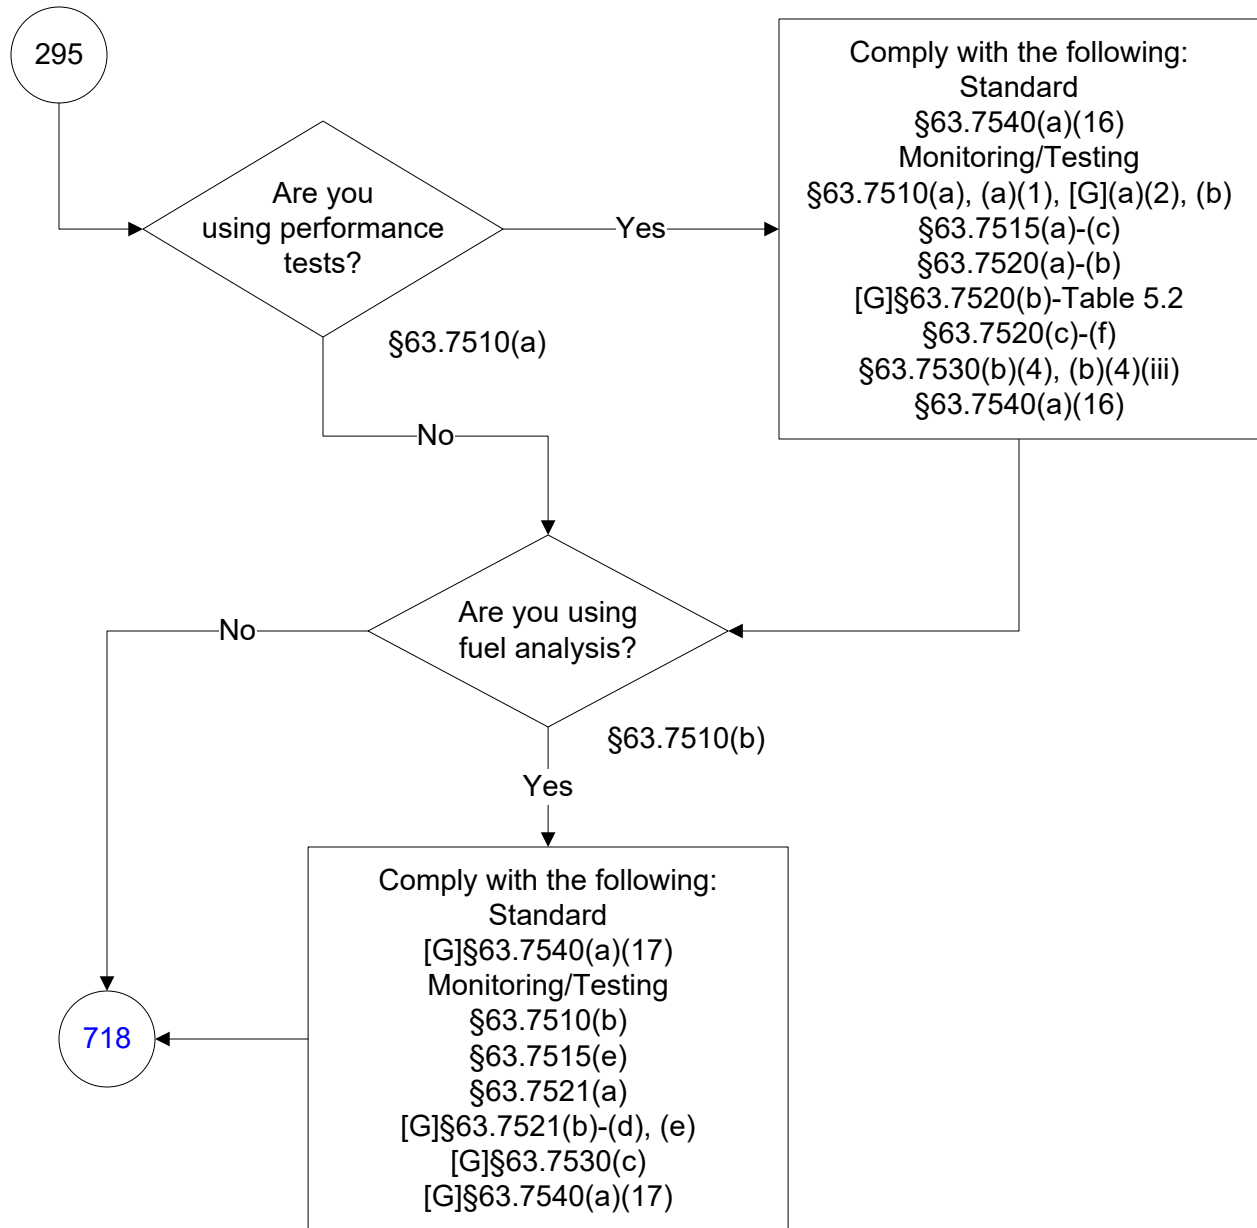 295
Are you
using performance
tests?
§63.7510(a)
Yes
Comply with the following:
Standard
§63.7540(a)(16)
Monitoring/Testing
§63.7510(a), (a)(1), [G](a)(2), (b)
§63.7515(a)-(c)
§63.7520(a)-(b)
[G]§63.7520(b)-Table 5.2
§63.7520(c)-(f)
§63.7530(b)(4), (b)(4)(iii)
§63.7540(a)(16)
No
Are you using
fuel analysis?
§63.7510(b)
No
Yes
Comply with the following:
Standard
[G]§63.7540(a)(17)
Monitoring/Testing
§63.7510(b)
§63.7515(e)
§63.7521(a)
[G]§63.7521(b)-(d), (e)
[G]§63.7530(c)
[G]§63.7540(a)(17)
718